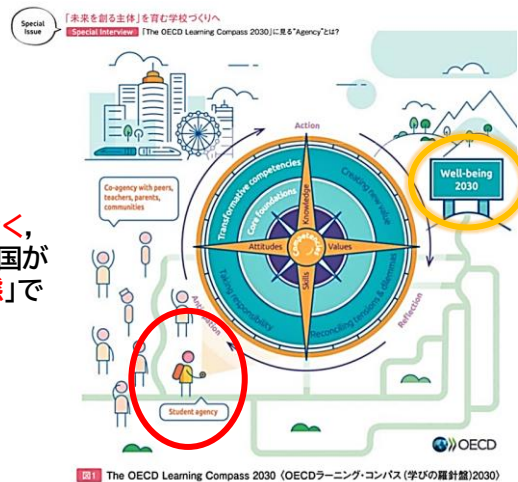 Special
Issue
「未来を創る主体」を育む学校づくりへ
Special Interview 「The OECD Learning Compass 2030」に見る"Agency"とは?
Action
Well-being
2030
Co-agency with peers,
teachers, parents,
communities
Transformative competencies
Core foundations
Creating new value
Knowledge
Attitudes
Values
Skills
Taking responsibility
Reconciling tensions & dilemmas
Anticipation
Reflection
く,
国が
」で
Student agency
OECD
図1 The OECD Learning Compass 2030 〈OECDラーニング・コンパス(学びの羅針盤)2030〉